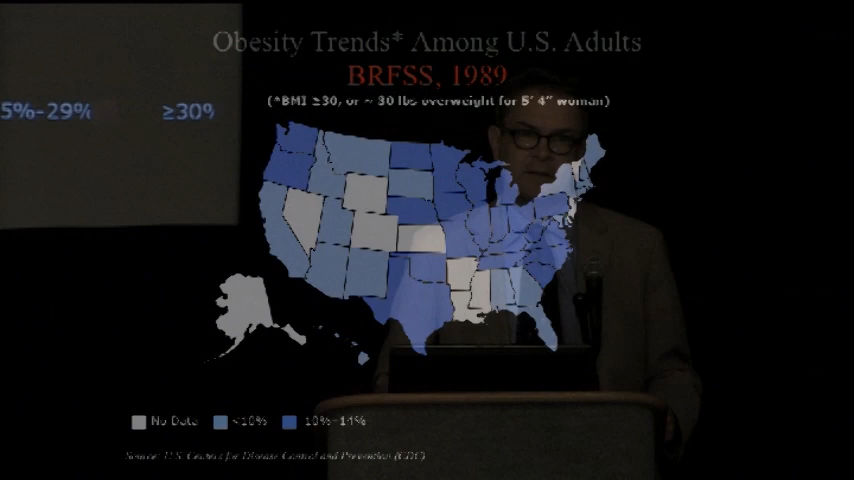 Obesity Trends* Among U.S. Adults
BRFSS, 1989
(*BMI ≥30, or ~ 30 lbs overweight for 5' 4" woman)
5%-29%
≥30%
No Data
<10%
10%-14%
Source: U.S. Centers for Disease Control and Prevention (CDC)